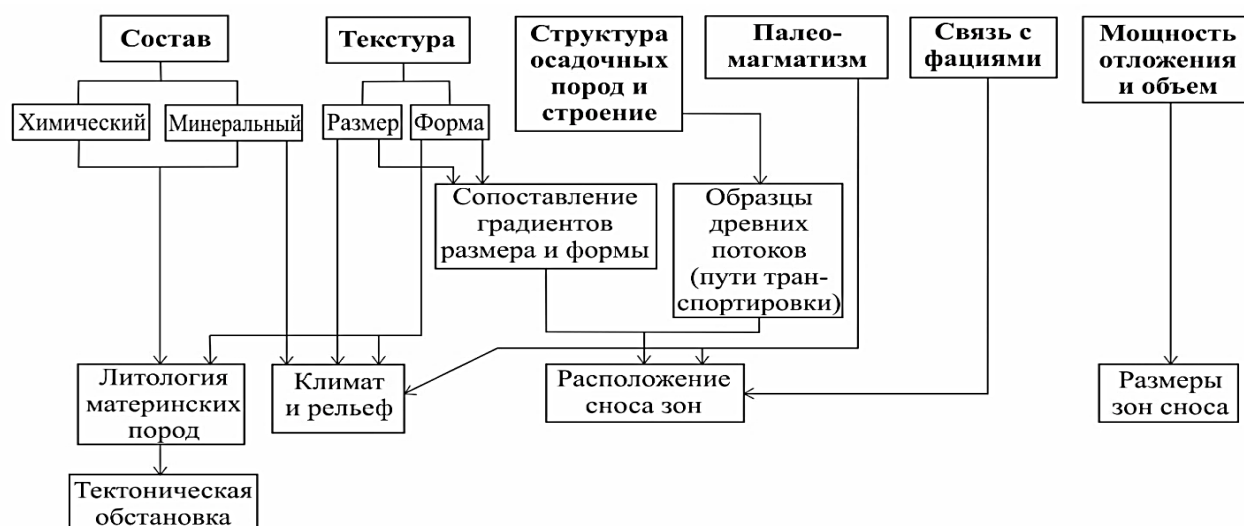 Состав
Текстура
Структура
осадочных
пород и
строение
Палео-
магматизм
Связь с
фациями
Мощность
отложения
и объем
Химический
Минеральный
Размер
Форма
Сопоставление
градиентов
размера и формы
Образцы
древних
потоков
(пути тран-
спортировки)
Литология
материнских
пород
Климат
и рельеф
Расположение
сноса зон
Размеры
зон сноса
Тектоническая
обстановка